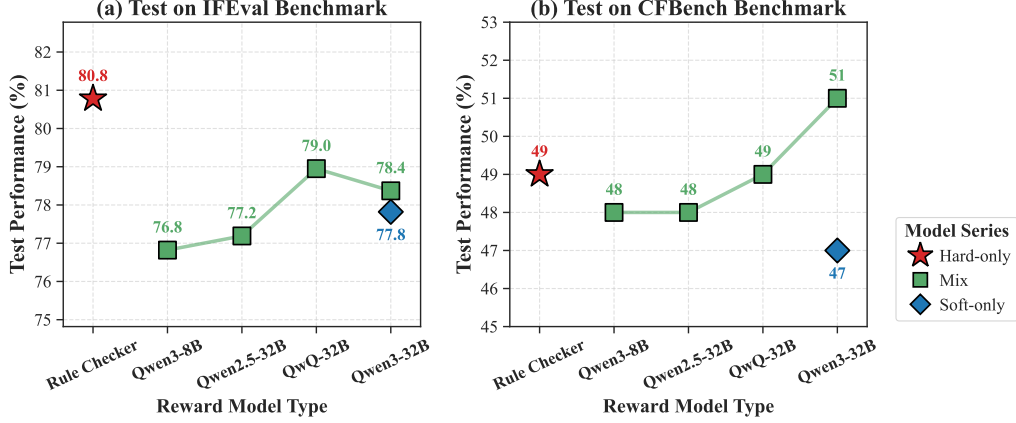 (a) Test on IFEval Benchmark
Test Performance (%)
82
81
80
79
78
77
76
75
80.8
76.8
77.2
79.0
78.4
77.8
Rule Checker
Qwen3-8B
Qwen2.5-32B
QwQ-32B
Qwen3-32B
Reward Model Type
(b) Test on CFBench Benchmark
Test Performance (%)
53
52
51
50
49
48
47
46
45
49
48
48
49
51
47
Rule Checker
Qwen3-8B
Qwen2.5-32B
QwQ-32B
Qwen3-32B
Reward Model Type
Model Series
Hard-only
Mix
Soft-only